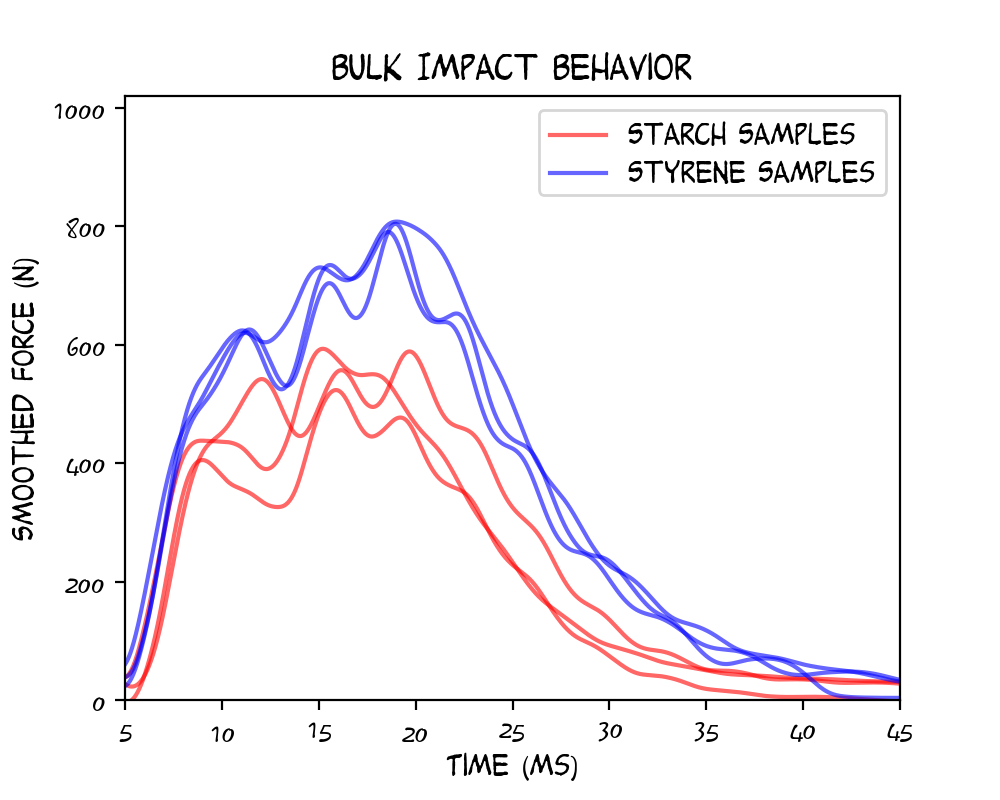 BULK IMPACT BEHAVIOR
1000
800
600
400
200
0
SMOOTHED FORCE (N)
STARCH SAMPLES
STYRENE SAMPLES
5 10 15 20 25 30 35 40 45
TIME (MS)